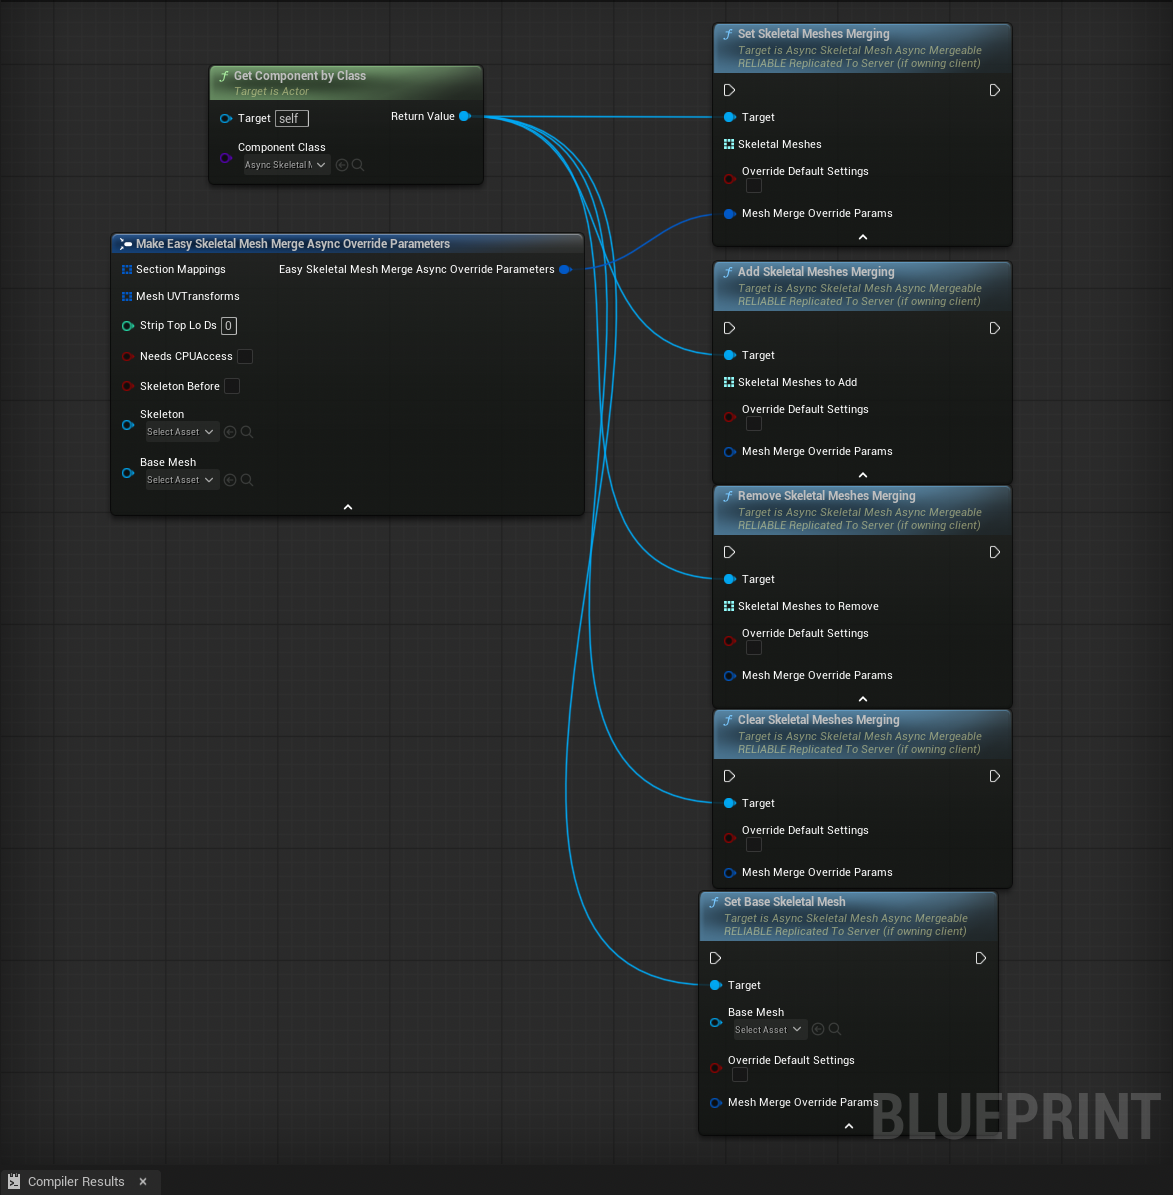 Set Skeletal Meshes Merging
Target is Async Skeletal Mesh Async Mergeable
RELIABLE Replicated To Server (if owning client)
Target
Skeletal Meshes
Override Default Settings
Mesh Merge Override Params
Get Component by Class
Target is Actor
Target self
Return Value
Component Class
Async Skeletal
Make Easy Skeletal Mesh Merge Async Override Parameters
Section Mappings
Easy Skeletal Mesh Merge Async Override Parameters
Mesh UVTransforms
Strip Top Lo Ds 0
Needs CPUAccess
Skeleton Before
Skeleton
Select Asset
Base Mesh
Select Asset
Add Skeletal Meshes Merging
Target is Async Skeletal Mesh Async Mergeable
RELIABLE Replicated To Server (if owning client)
Target
Skeletal Meshes to Add
Override Default Settings
Mesh Merge Override Params
Remove Skeletal Meshes Merging
Target is Async Skeletal Mesh Async Mergeable
RELIABLE Replicated To Server (if owning client)
Target
Skeletal Meshes to Remove
Override Default Settings
Mesh Merge Override Params
Clear Skeletal Meshes Merging
Target is Async Skeletal Mesh Async Mergeable
RELIABLE Replicated To Server (if owning client)
Target
Override Default Settings
Mesh Merge Override Params
Set Base Skeletal Mesh
Target is Async Skeletal Mesh Async Mergeable
RELIABLE Replicated To Server (if owning client)
Target
Base Mesh
Select Asset
Override Default Settings
Mesh Merge Override Params
BLUEPRINT
Compiler Results